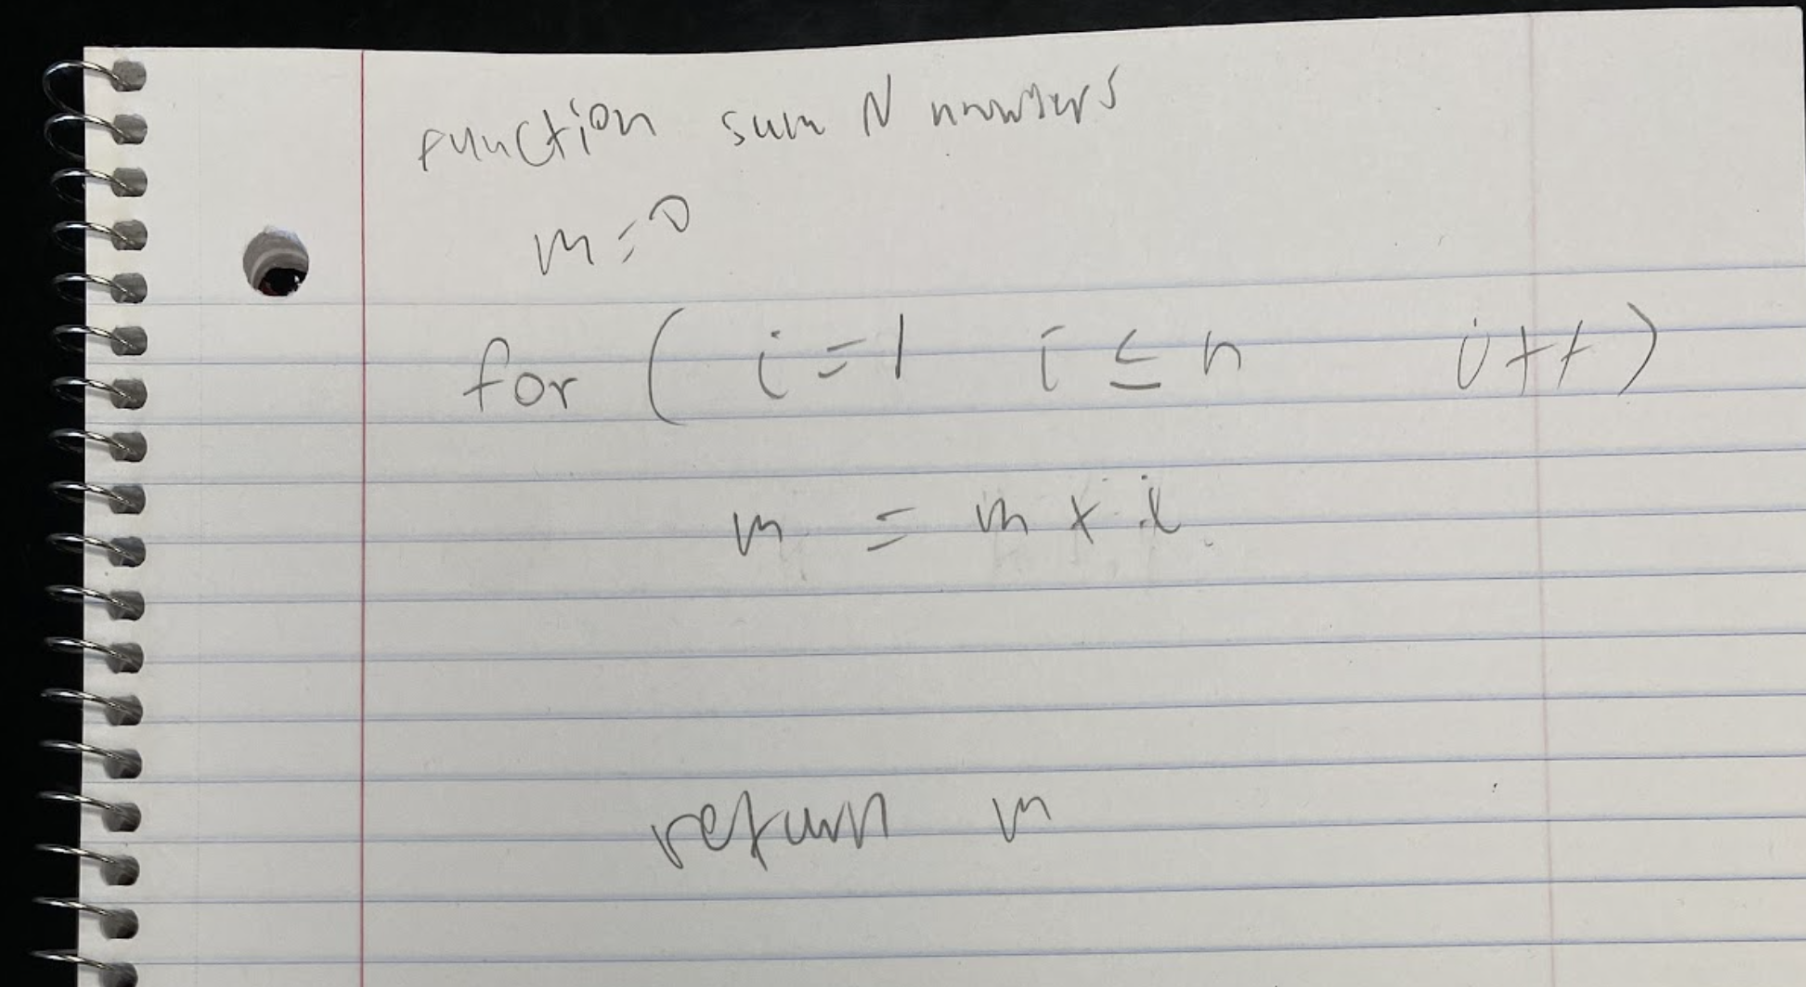 function sum N numbers
m=0
for ( i=1 i ≤ n i++)
m = m + i
return m